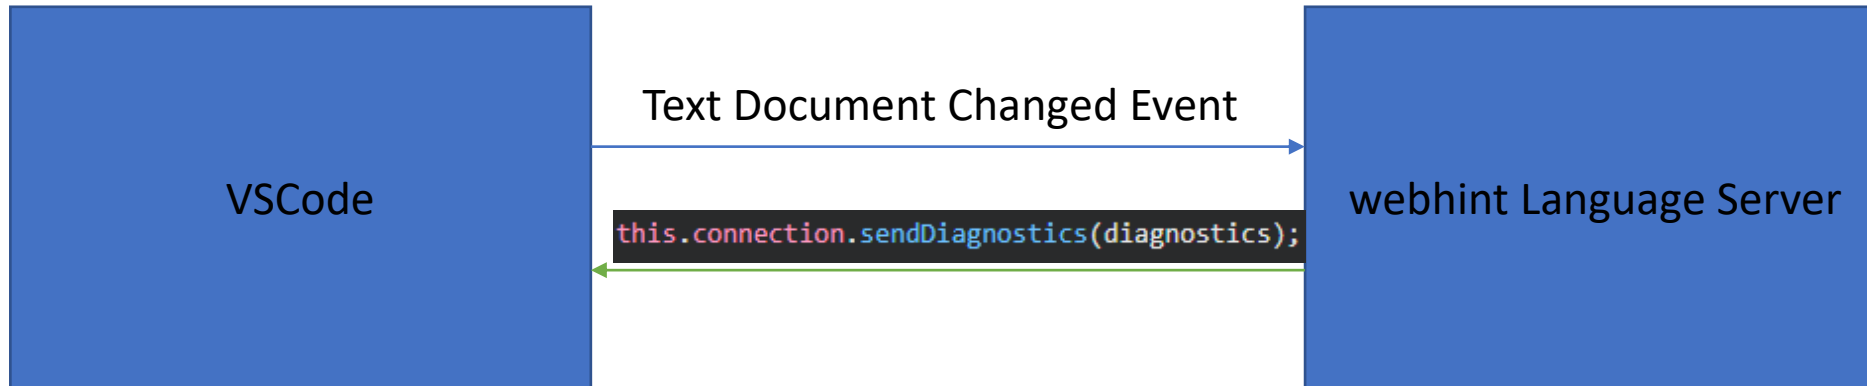 Text Document Changed Event
VSCode
webhint Language Server
this.connection.sendDiagnostics(diagnostics);